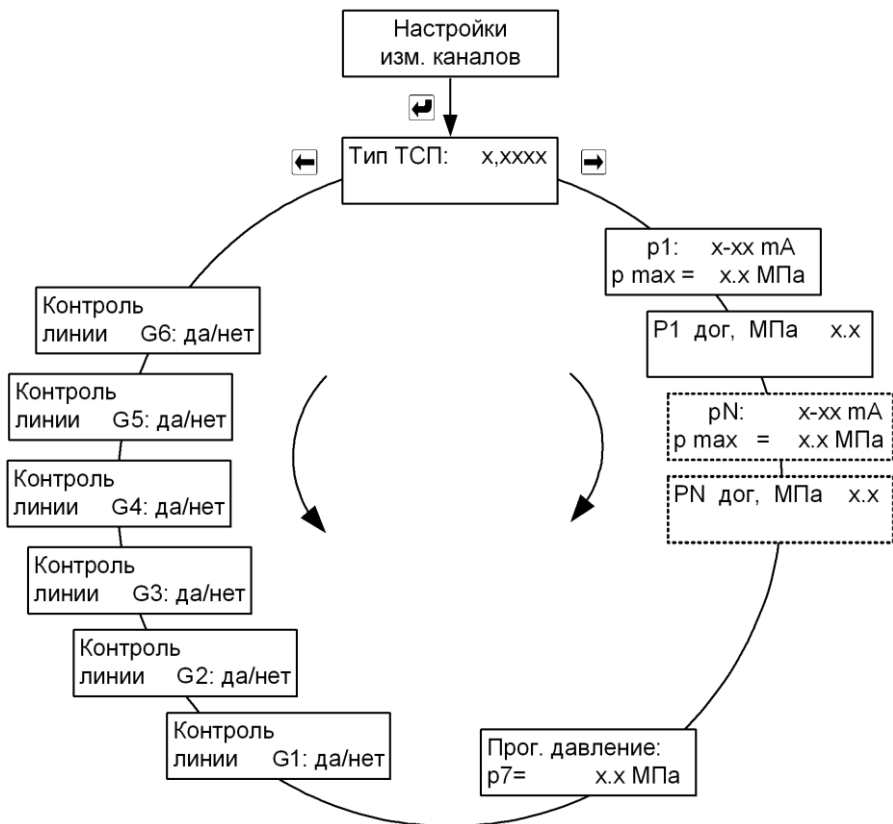 Настройки
изм. каналов
Тип ТСП: x,xxxx
p1: x-xx mA
p max = x.x МПа
P1 дог, МПа x.x
pN: x-xx mA
p max = x.x МПа
PN дог, МПа x.x
Прог. давление:
p7= x.x МПа
Контроль
линии G1: да/нет
Контроль
линии G2: да/нет
Контроль
линии G3: да/нет
Контроль
линии G4: да/нет
Контроль
линии G5: да/нет
Контроль
линии G6: да/нет